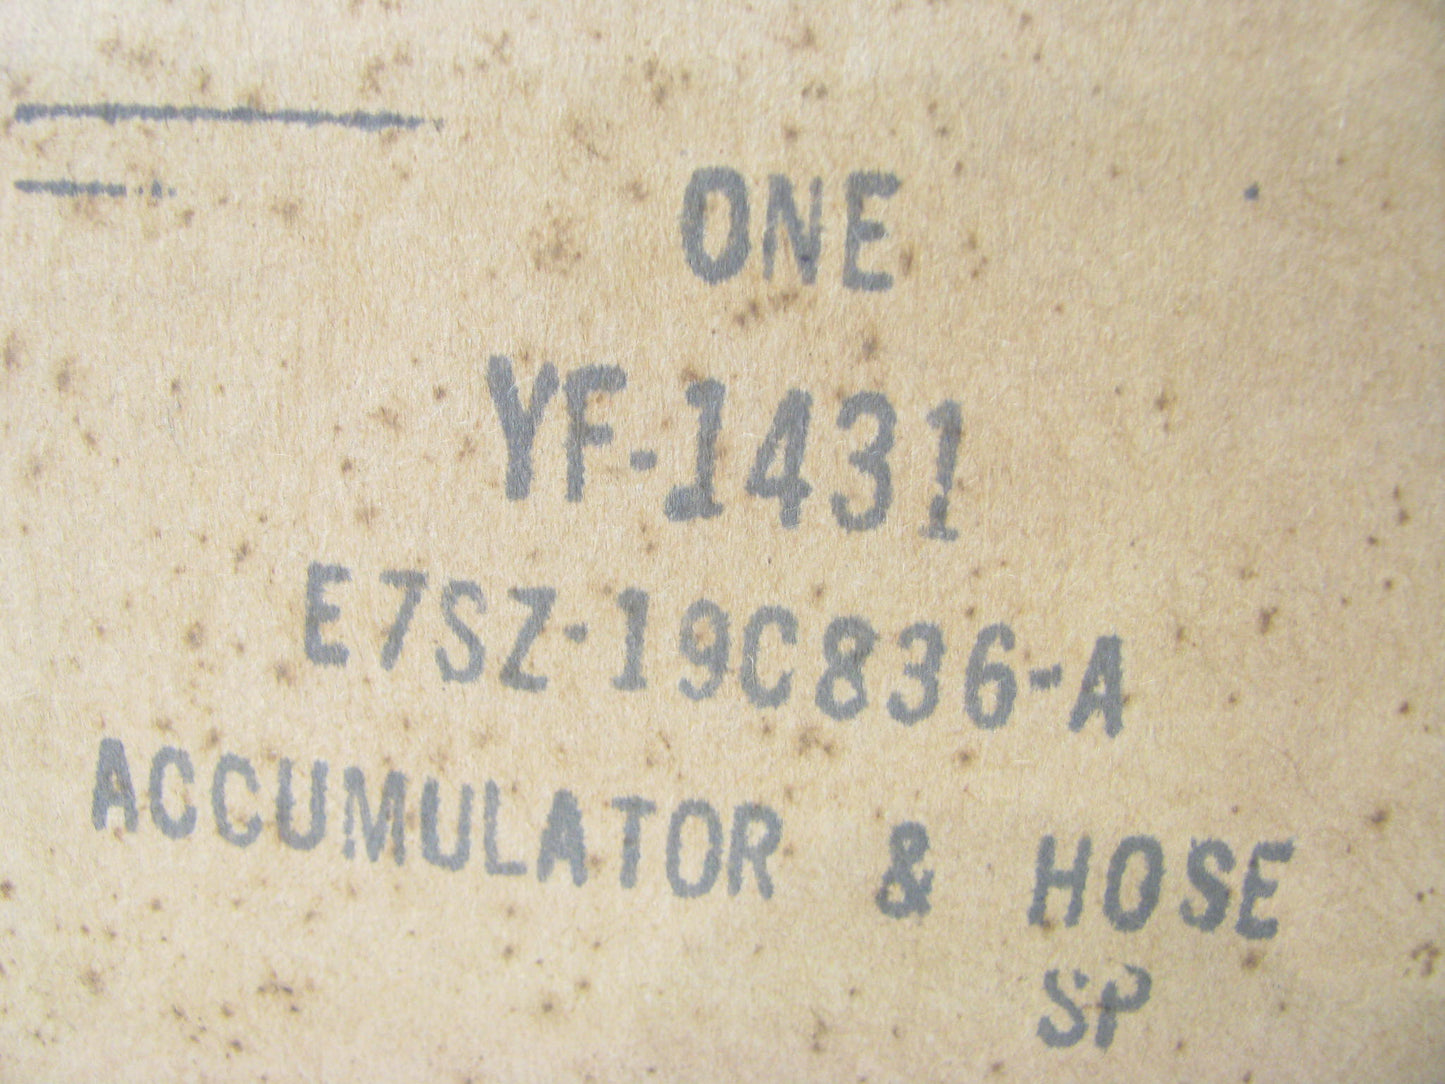 ONE
YF-1431
E7SZ-19C836-A
ACCUMULATOR & HOSE
SP